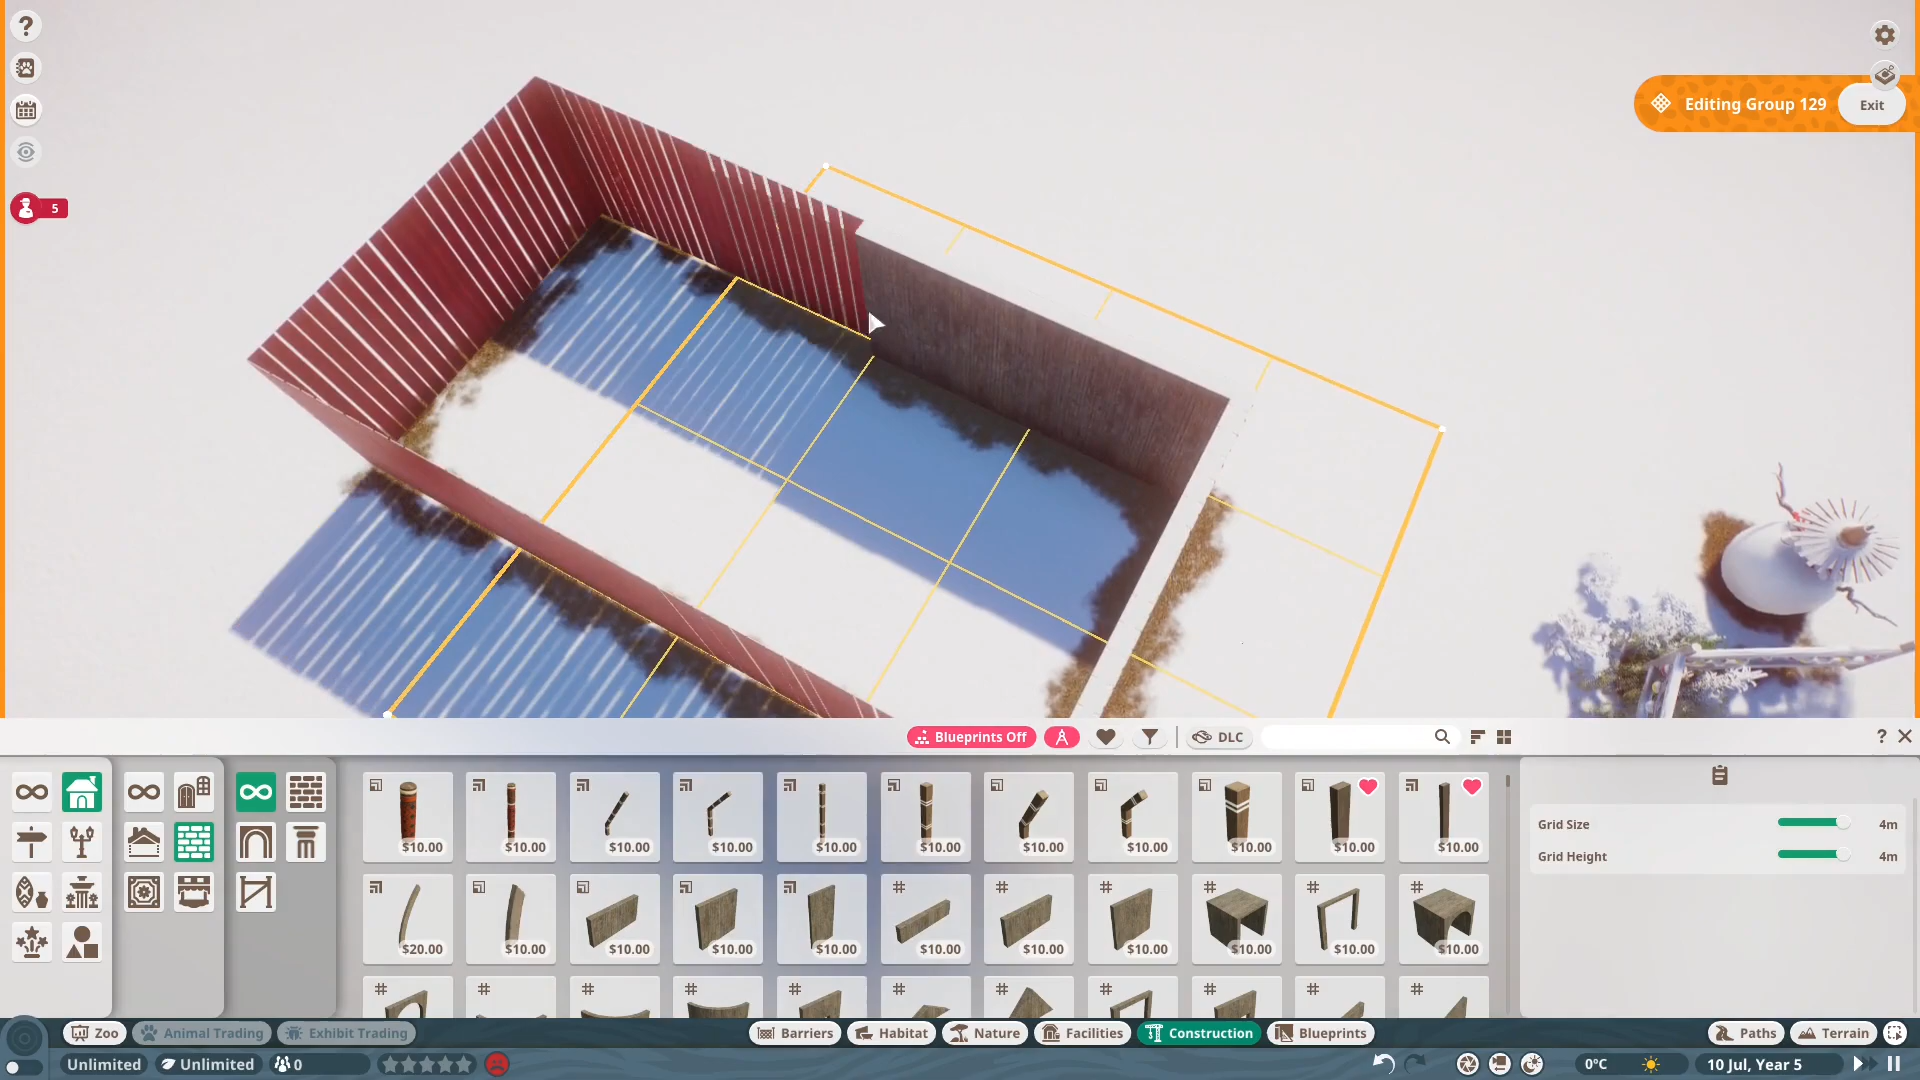 ?
Editing Group 129
Exit
5
Blueprints Off
DLC
?
$10.00 $10.00 $10.00 $10.00 $10.00 $10.00 $10.00 $10.00 $10.00 $10.00 $10.00
Grid Size 4m
Grid Height 4m
$20.00 $10.00 $10.00 $10.00 $10.00 $10.00 $10.00 $10.00 $10.00 $10.00 $10.00
Zoo Animal Trading Exhibit Trading Barriers Habitat Nature Facilities Construction Blueprints Paths Terrain
Unlimited Unlimited 0 0°C 10 Jul, Year 5